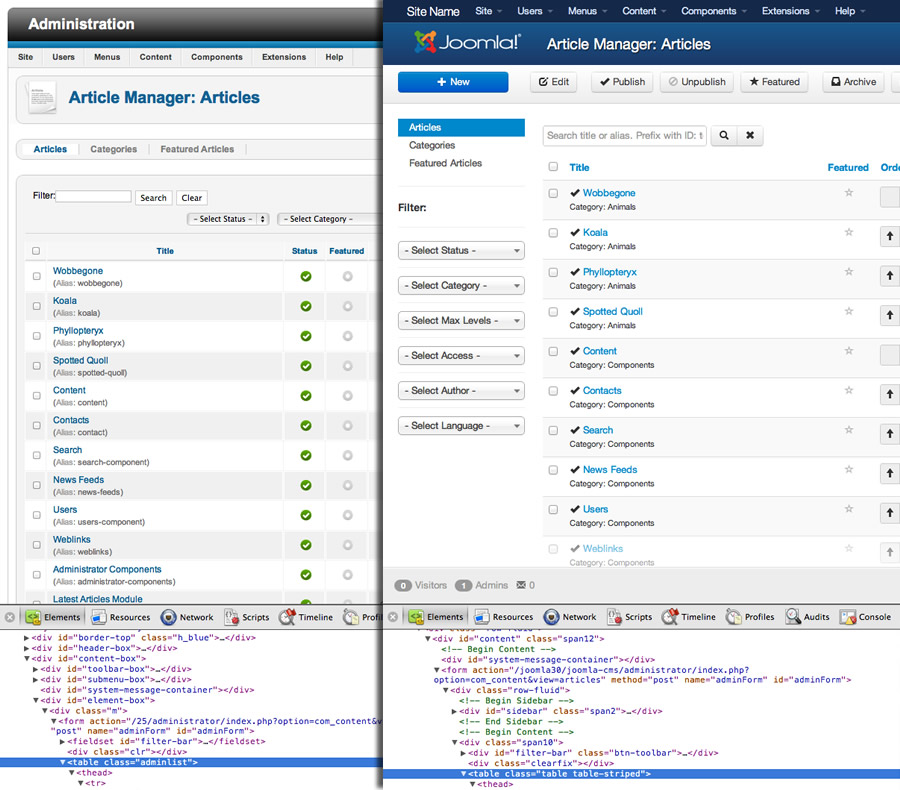 Administration
Site Users Menus Content Components Extensions Help
Article Manager: Articles
Articles Categories Featured Articles
Filter: Search Clear
- Select Status - - Select Category -
Title Status Featured
Wobbegone
(Alias: wobbegone)
Koala
(Alias: koala)
Phyllopteryx
(Alias: phyllopteryx)
Spotted Quoll
(Alias: spotted-quoll)
Content
(Alias: content)
Contacts
(Alias: contact)
Search
(Alias: search-component)
News Feeds
(Alias: news-feeds)
Users
(Alias: users-component)
Weblinks
(Alias: weblinks)
Administrator Components
(Alias: administrator-components)
Latest Articles Module
Elements Resources Network Scripts Timeline Profi
▶<div id="border-top" class="h_blue">…</div>
▶<div id="header-box">…</div>
▼<div id="content-box">
▶<div id="toolbar-box">…</div>
▶<div id="submenu-box">…</div>
<div id="system-message-container"></div>
▼<div id="element-box">
▼<div class="m">
▼<form action="/25/administrator/index.php?option=com_content&v
"post" name="adminForm" id="adminForm">
▶<fieldset id="filter-bar">…</fieldset>
<div class="clr"></div>
▼<table class="adminlist">
▼<thead>
▼<tr>
Site Name Site Users Menus Content Components Extensions Help
Joomla!® Article Manager: Articles
New Edit Publish Unpublish Featured Archive
Articles
Categories
Featured Articles
Filter:
- Select Status -
- Select Category -
- Select Max Levels -
- Select Access -
- Select Author -
- Select Language -
Search title or alias. Prefix with ID: t
Title Featured Orde
Wobbegone
Category: Animals
Koala
Category: Animals
Phyllopteryx
Category: Animals
Spotted Quoll
Category: Animals
Content
Category: Components
Contacts
Category: Components
Search
Category: Components
News Feeds
Category: Components
Users
Category: Components
Weblinks
Category: Components
0 Visitors 1 Admins 0
Elements Resources Network Scripts Timeline Profiles Audits Console
▼<div id="content" class="span12">
<!-- Begin Content -->
<div id="system-message-container"></div>
▼<form action="/joomla30/joomla-cms/administrator/index.php?
option=com_content&view=articles" method="post" name="adminForm" id="adminForm">
▼<div class="row-fluid">
<!-- Begin Sidebar -->
▶<div id="sidebar" class="span2">…</div>
<!-- End Sidebar -->
<!-- Begin Content -->
▼<div class="span10">
▶<div id="filter-bar" class="btn-toolbar">…</div>
<div class="clearfix"></div>
▼<table class="table table-striped">
▼<thead>